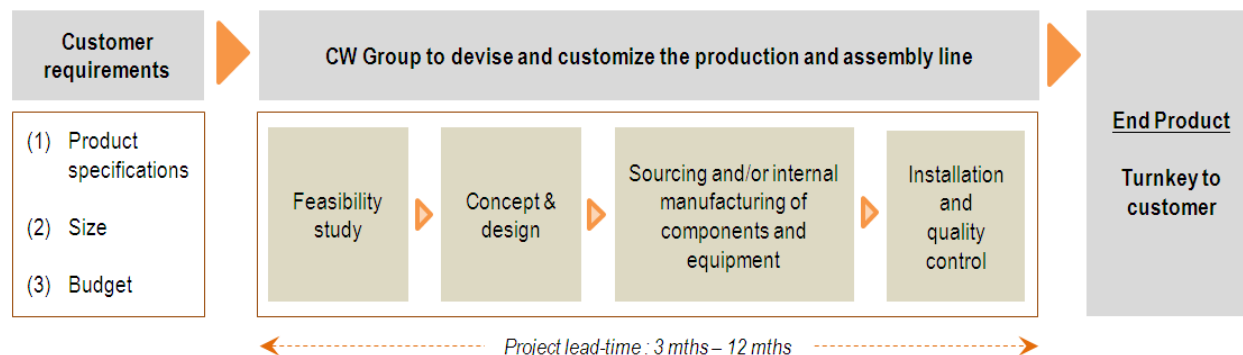 Customer
requirements
CW Group to devise and customize the production and assembly line
(1) Product
specifications
(2) Size
(3) Budget
Feasibility
study
Concept &
design
Sourcing and/or internal
manufacturing of
components and
equipment
Installation
and
quality
control
End Product
Turnkey to
customer
Project lead-time : 3 mths – 12 mths